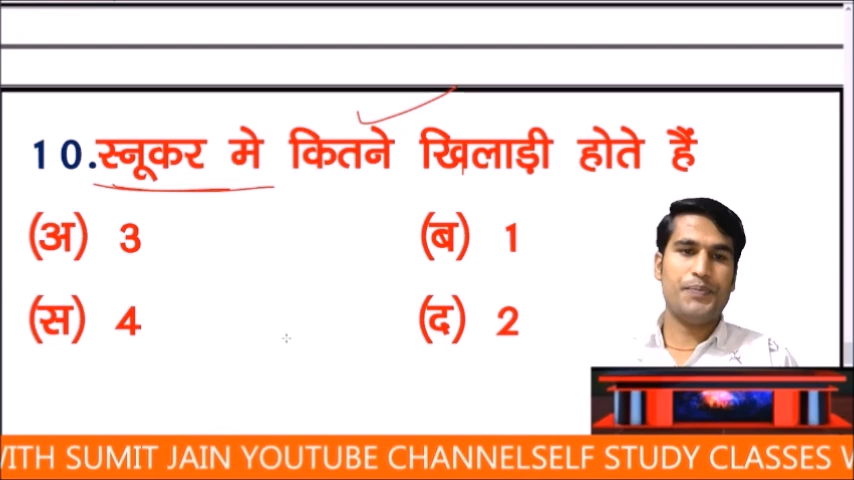 10.स्नूकर मे कितने खिलाड़ी होते हैं
(अ) 3 (ब) 1
(स) 4 (द) 2
WITH SUMIT JAIN YOUTUBE CHANNELSELF STUDY CLASSES W